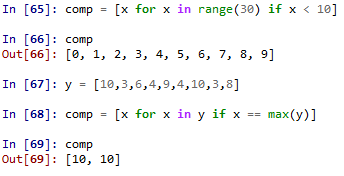 In [65]: comp = [x for x in range(30) if x < 10]
In [66]: comp
Out[66]: [0, 1, 2, 3, 4, 5, 6, 7, 8, 9]
In [67]: y = [10,3,6,4,9,4,10,3,8]
In [68]: comp = [x for x in y if x == max(y)]
In [69]: comp
Out[69]: [10, 10]